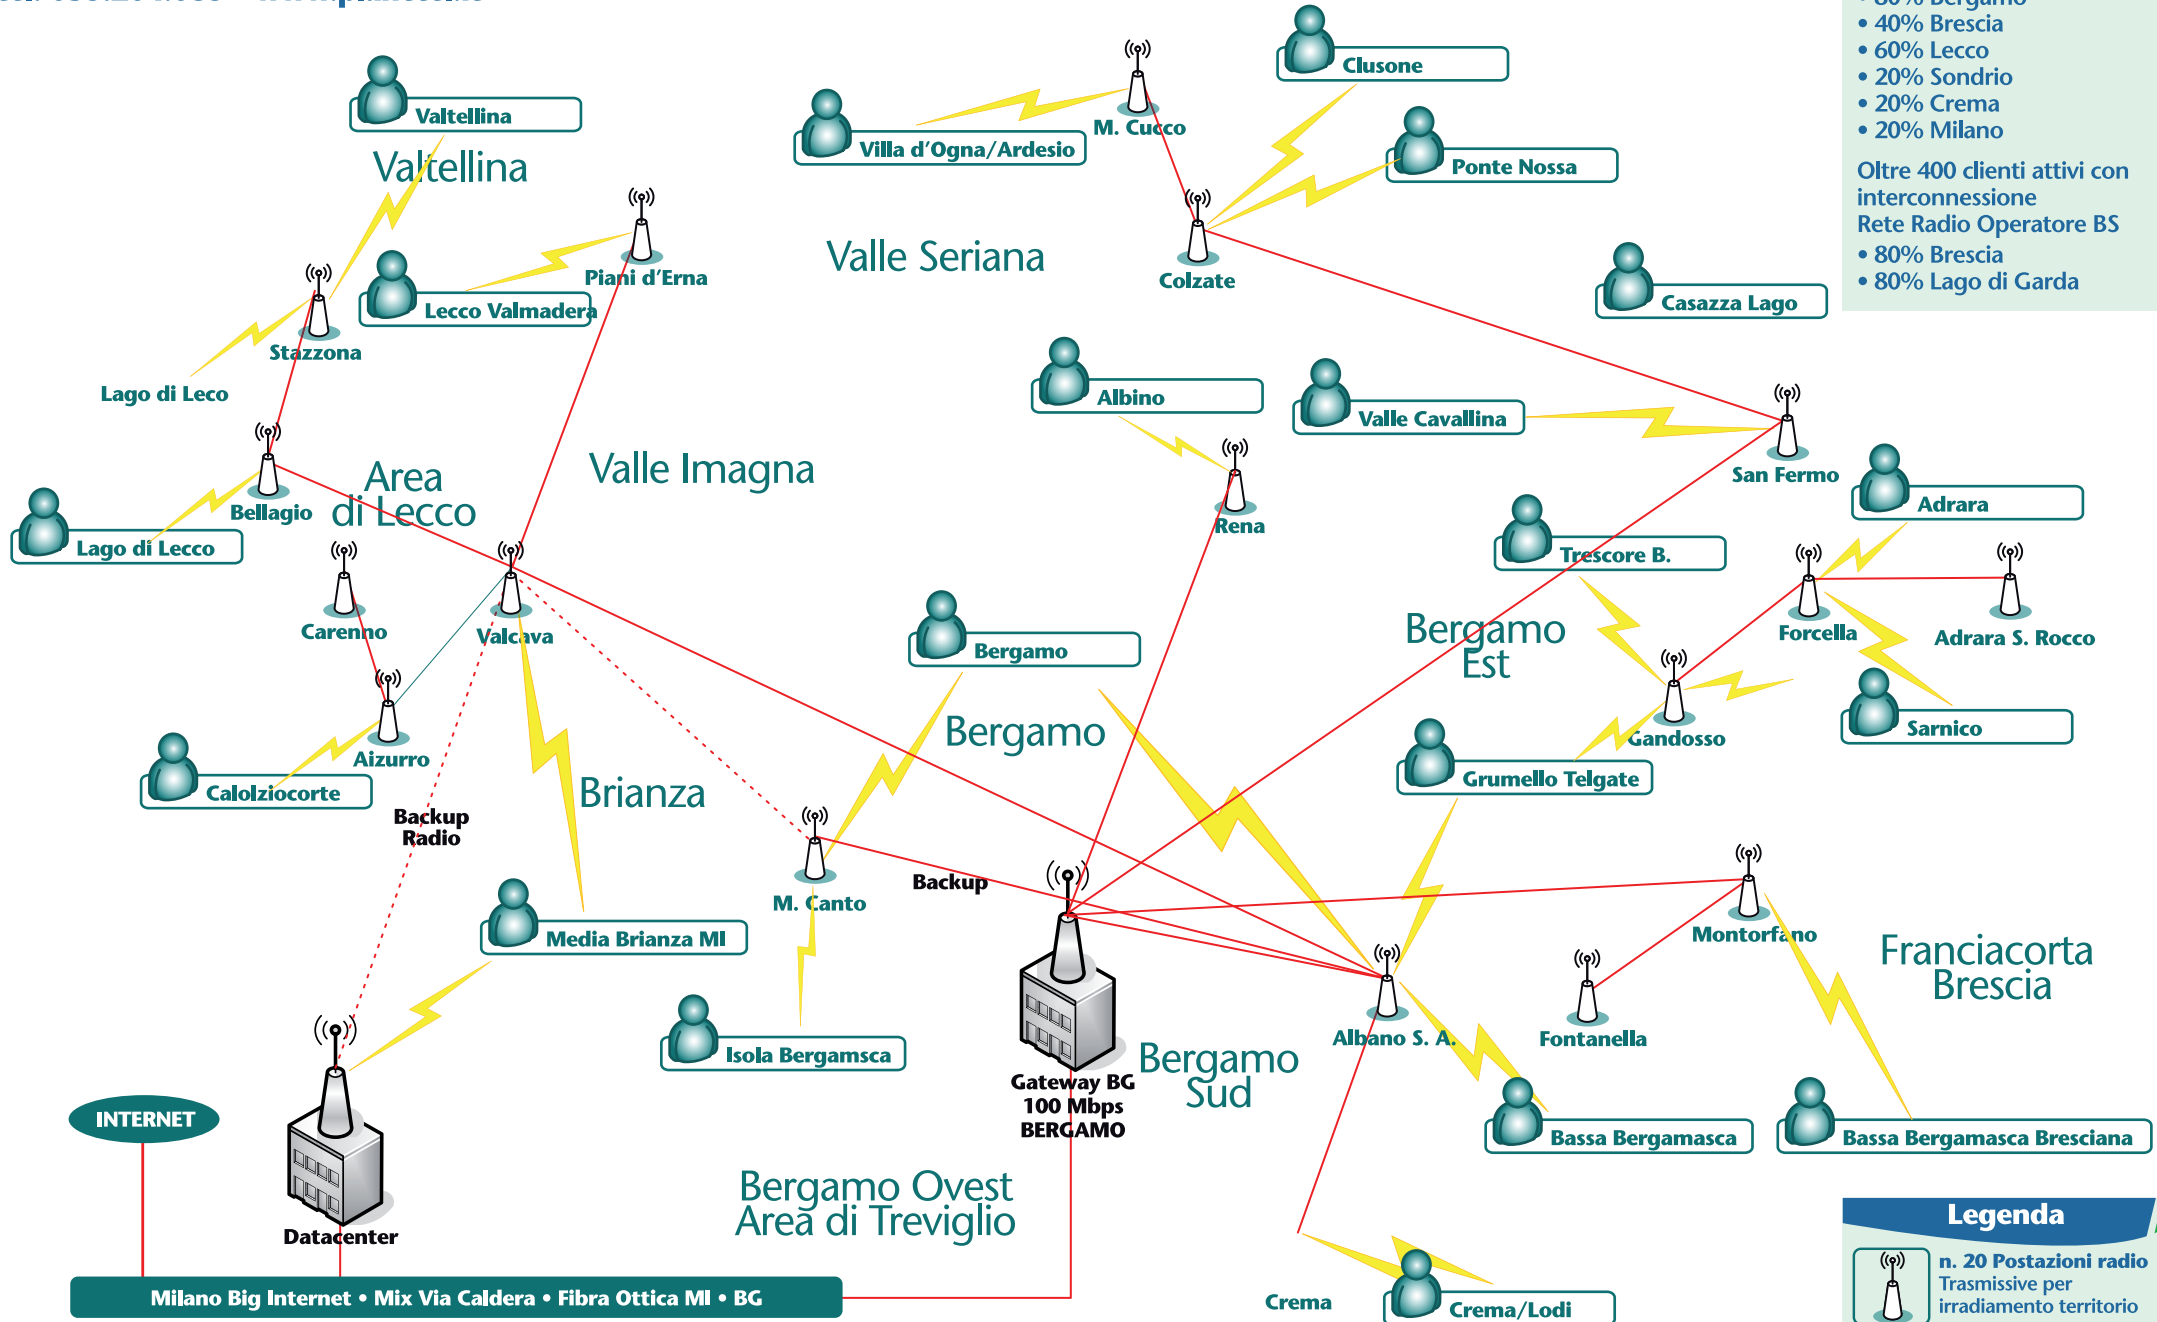 80% Bergamo
• 40% Brescia
• 60% Lecco
• 20% Sondrio
• 20% Crema
• 20% Milano
Oltre 400 clienti attivi con
interconnessione
Rete Radio Operatore BS
• 80% Brescia
• 80% Lago di Garda
Clusone
Valtellina
M. Cucco
Villa d'Ogna/Ardesio
Ponte Nossa
Valtellina
Valle Seriana
Piani d'Erna
Colzate
Lecco Valmadera
Casazza Lago
Stazzona
Lago di Leco
Albino
Valle Cavallina
San Fermo
Valle Imagna
Area
di Lecco
Bellagio
Rena
Adrara
Lago di Lecco
Trescore B.
Carenno
Valcava
Forcella
Adrara S. Rocco
Bergamo
Bergamo
Est
Bergamo
Gandosso
Sarnico
Aizurro
Calolziocorte
Brianza
Grumello Telgate
Backup
Radio
Backup
M. Canto
Media Brianza MI
Montorfano
Franciacorta
Brescia
Isola Bergamsca
Albano S. A.
Fontanella
Gateway BG
100 Mbps
BERGAMO
Bergamo
Sud
INTERNET
Bassa Bergamasca
Bassa Bergamasca Bresciana
Datacenter
Bergamo Ovest
Area di Treviglio
Milano Big Internet • Mix Via Caldera • Fibra Ottica MI • BG
Crema
Crema/Lodi
Legenda
n. 20 Postazioni radio
Trasmissive per
irradiamento territorio